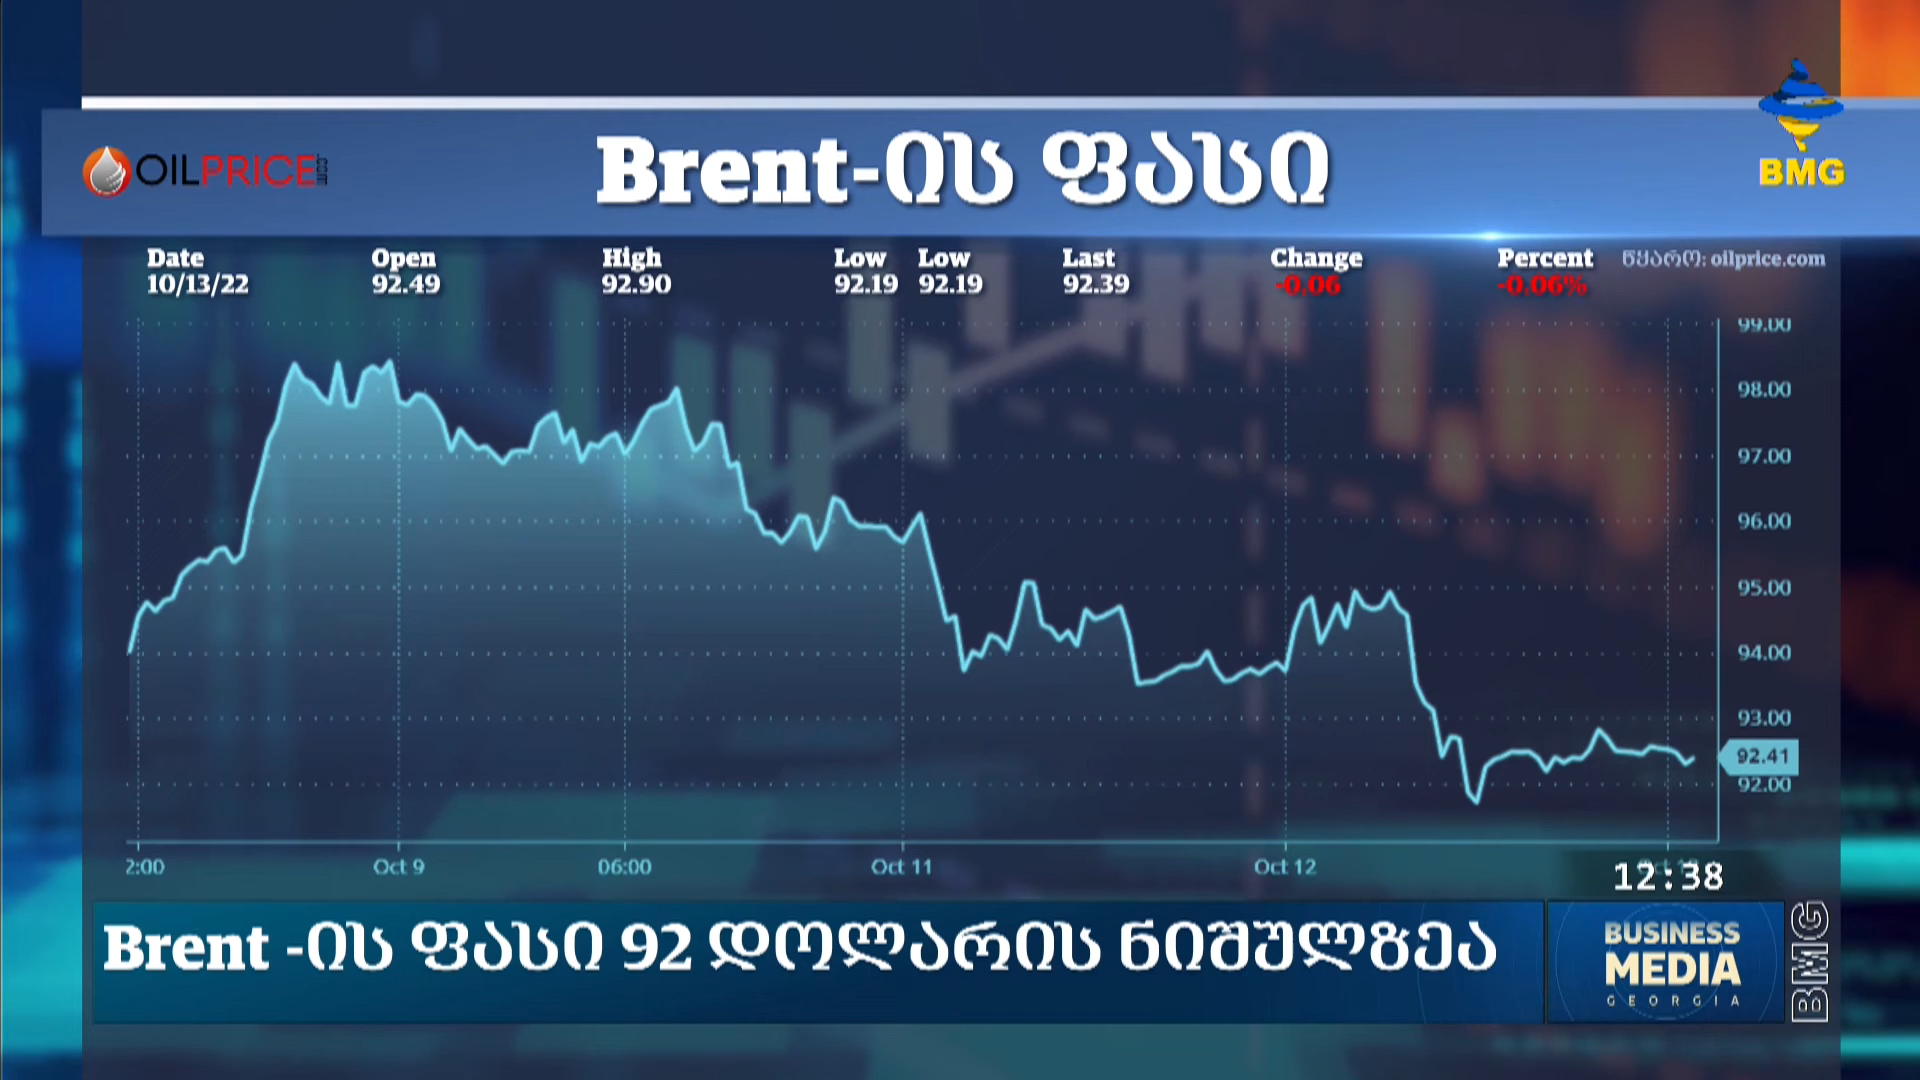 OILPRICE.com
Brent-ის ფასი
BMG
Date Open High Low Low Last Change Percent წყარო: oilprice.com
10/13/22 92.49 92.90 92.19 92.19 92.39 -0.06 -0.06%
99.00
98.00
97.00
96.00
95.00
94.00
93.00
92.41
92.00
2:00 Oct 9 06:00 Oct 11 Oct 12
12:38
Brent -ის ფასი 92 დოლარის ნიშულზეა
BUSINESS
MEDIA
GEORGIA
BMG